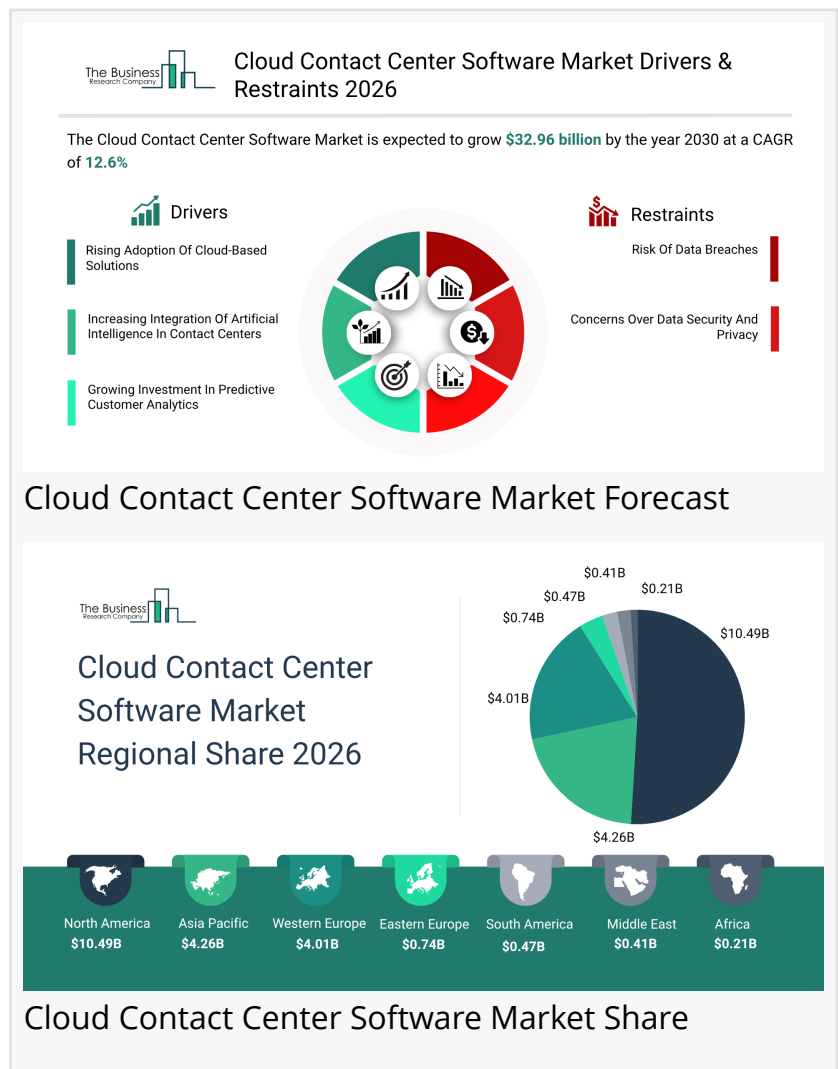 The Business
Research Company
Cloud Contact Center Software Market Drivers &
Restraints 2026
The Cloud Contact Center Software Market is expected to grow $32.96 billion by the year 2030 at a CAGR
of 12.6%
Drivers
Rising Adoption Of Cloud-Based
Solutions
Increasing Integration Of Artificial
Intelligence In Contact Centers
Growing Investment In Predictive
Customer Analytics
$
$
Restraints
Risk Of Data Breaches
Concerns Over Data Security And
Privacy
Cloud Contact Center Software Market Forecast
The Business
Research Company
Cloud Contact Center
Software Market
Regional Share 2026
$0.41B
$0.21B
$0.47B
$0.74B
$10.49B
$4.01B
$4.26B
North America
$10.49B
Asia Pacific
$4.26B
Western Europe
$4.01B
Eastern Europe
$0.74B
South America
$0.47B
Middle East
$0.41B
Africa
$0.21B
Cloud Contact Center Software Market Share